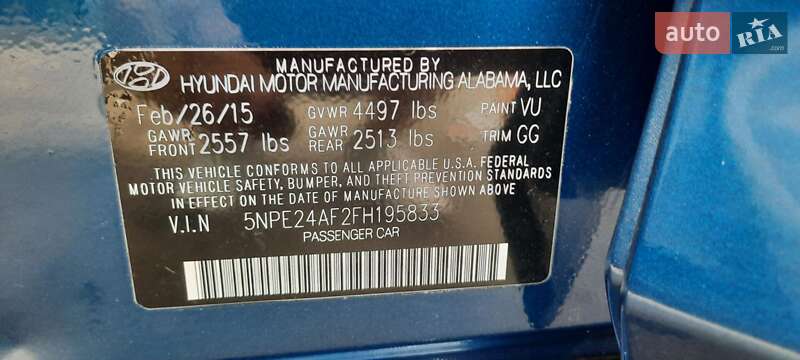 auto RIA .com
MANUFACTURED BY
HYUNDAI MOTOR MANUFACTURING ALABAMA, LLC
Feb/26/15 GVWR 4497 lbs PAINT VU
GAWR FRONT 2557 lbs GAWR REAR 2513 lbs TRIM GG
THIS VEHICLE CONFORMS TO ALL APPLICABLE U.S.A. FEDERAL
MOTOR VEHICLE SAFETY, BUMPER, AND THEFT PREVENTION STANDARDS
IN EFFECT ON THE DATE OF MANUFACTURE SHOWN ABOVE
V.I.N 5NPE24AF2FH195833
PASSENGER CAR